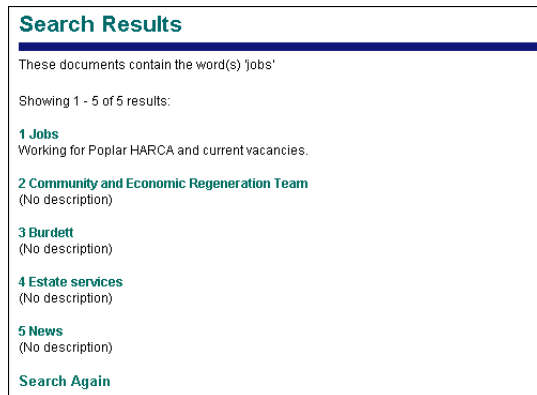 Search Results
These documents contain the word(s) 'jobs'
Showing 1 - 5 of 5 results:
1 Jobs
Working for Poplar HARCA and current vacancies.
2 Community and Economic Regeneration Team
(No description)
3 Burdett
(No description)
4 Estate services
(No description)
5 News
(No description)
Search Again